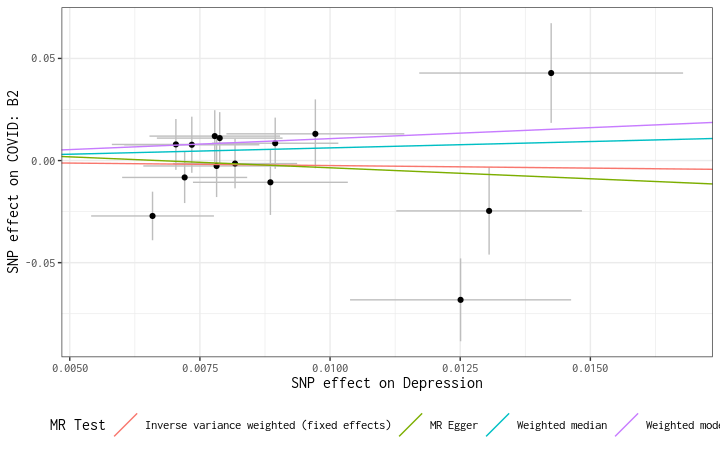 SNP effect on COVID: B2
0.05
0.00
-0.05
0.0050 0.0075 0.0100 0.0125 0.0150
SNP effect on Depression
MR Test Inverse variance weighted (fixed effects) MR Egger Weighted median Weighted mode